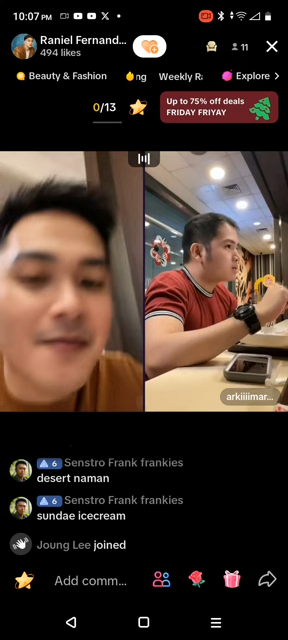 10:07 PM
Raniel Fernand...
494 likes
11
Beauty & Fashion
ng
Weekly Ra
Explore >
0/13
Up to 75% off deals
FRIDAY FRIYAY
arkiiiimar...
6 Senstro Frank frankies
desert naman
6 Senstro Frank frankies
sundae icecream
Joung Lee joined
Add comm...